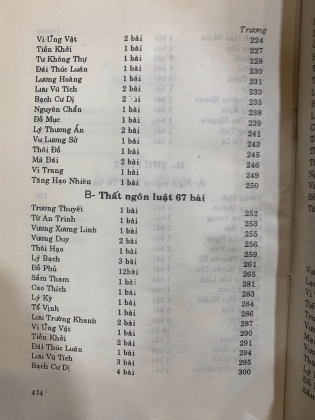 Trương
Vi Ứng Vật 2 bài 224
Tiền Khởi 1 bài 227
Tư Không Thự 1 bài 228
Đái Thúc Luân 1 bài 230
Lương Hoàng 1 bài 231
Lưu Vũ Tích 2 bài 232
Bạch Cư Dị 2 bài 235
Nguyên Chẩn 1 bài 238
Đỗ Mục 1 bài 239
Lý Thương Ẩn 2 bài 241
Vu Lương Sử 1 bài 243
Thôi Đồ 1 bài 245
Mã Đái 2 bài 246
Vi Trang 1 bài 249
Tăng Hạo Nhiên 1 bài 250
B- Thất ngôn luật 67 bài
Trương Thuyết 1 bài 252
Từ An Trinh 1 bài 253
Vương Xương Linh 1 bài 255
Vương Duy 2 bài 256
Thôi Hạo 1 bài 259
Lý Bạch 3 bài 261
Đỗ Phủ 12bài 265
Sầm Tham 1 bài 281
Cao Thích 1 bài 283
Lý Kỳ 1 bài 284
Tổ Vịnh 1 bài 286
Lưu Trường Khanh 2 bài 287
Vi Ứng Vật 1 bài 290
Tiền Khởi 2 bài 291
Đái Thúc Luân 1 bài 294
Lưu Vũ Tích 3 bài 295
Bạch Cư Dị 4 bài 300
474